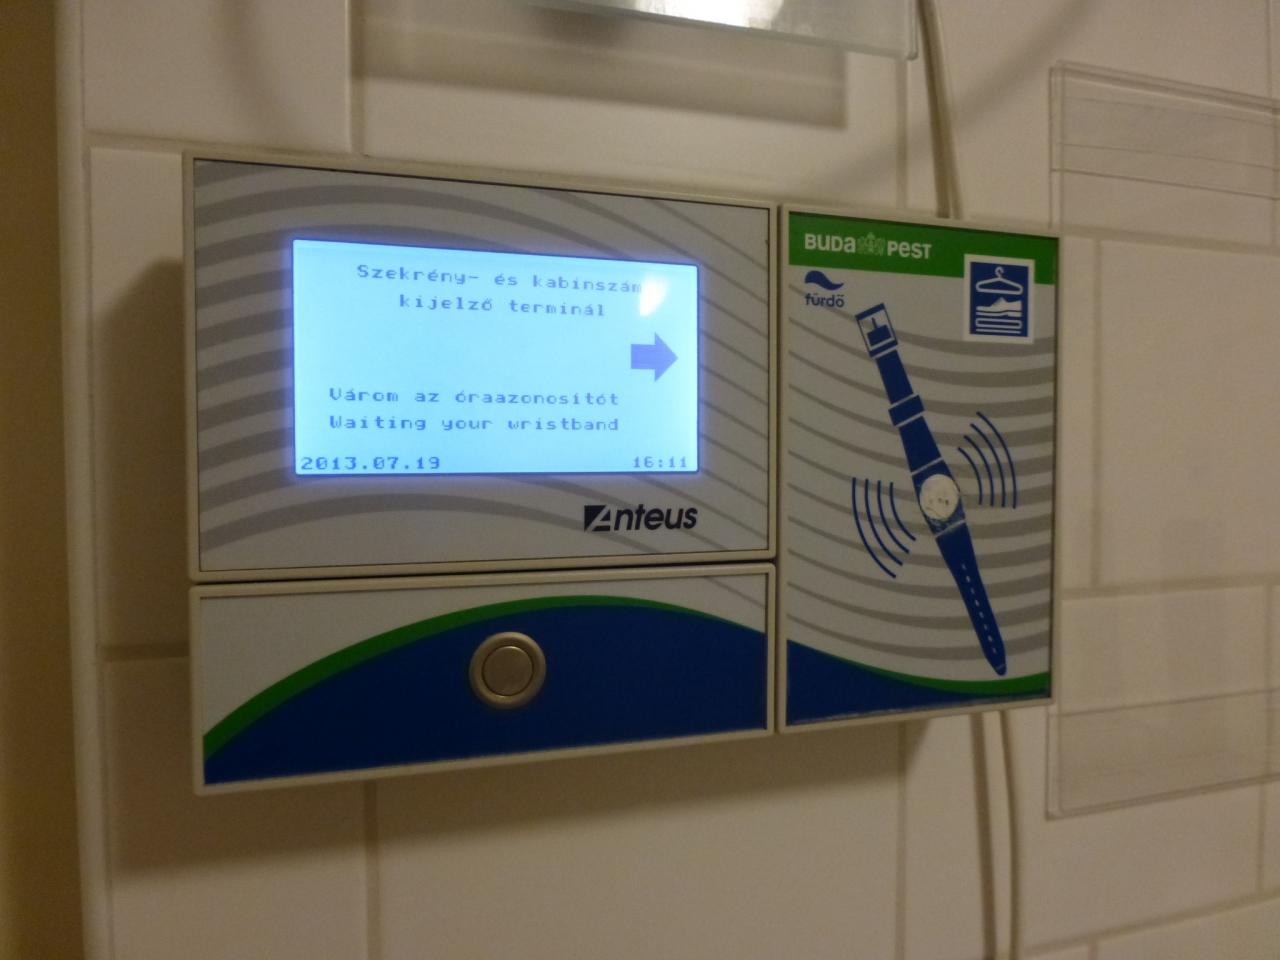 Szekrény- és kabinszám
kijelző terminál
Várom az óraazonosítót
Waiting your wristband
2013.07.19 16:11
Anteus
BUDAPEST
fürdő